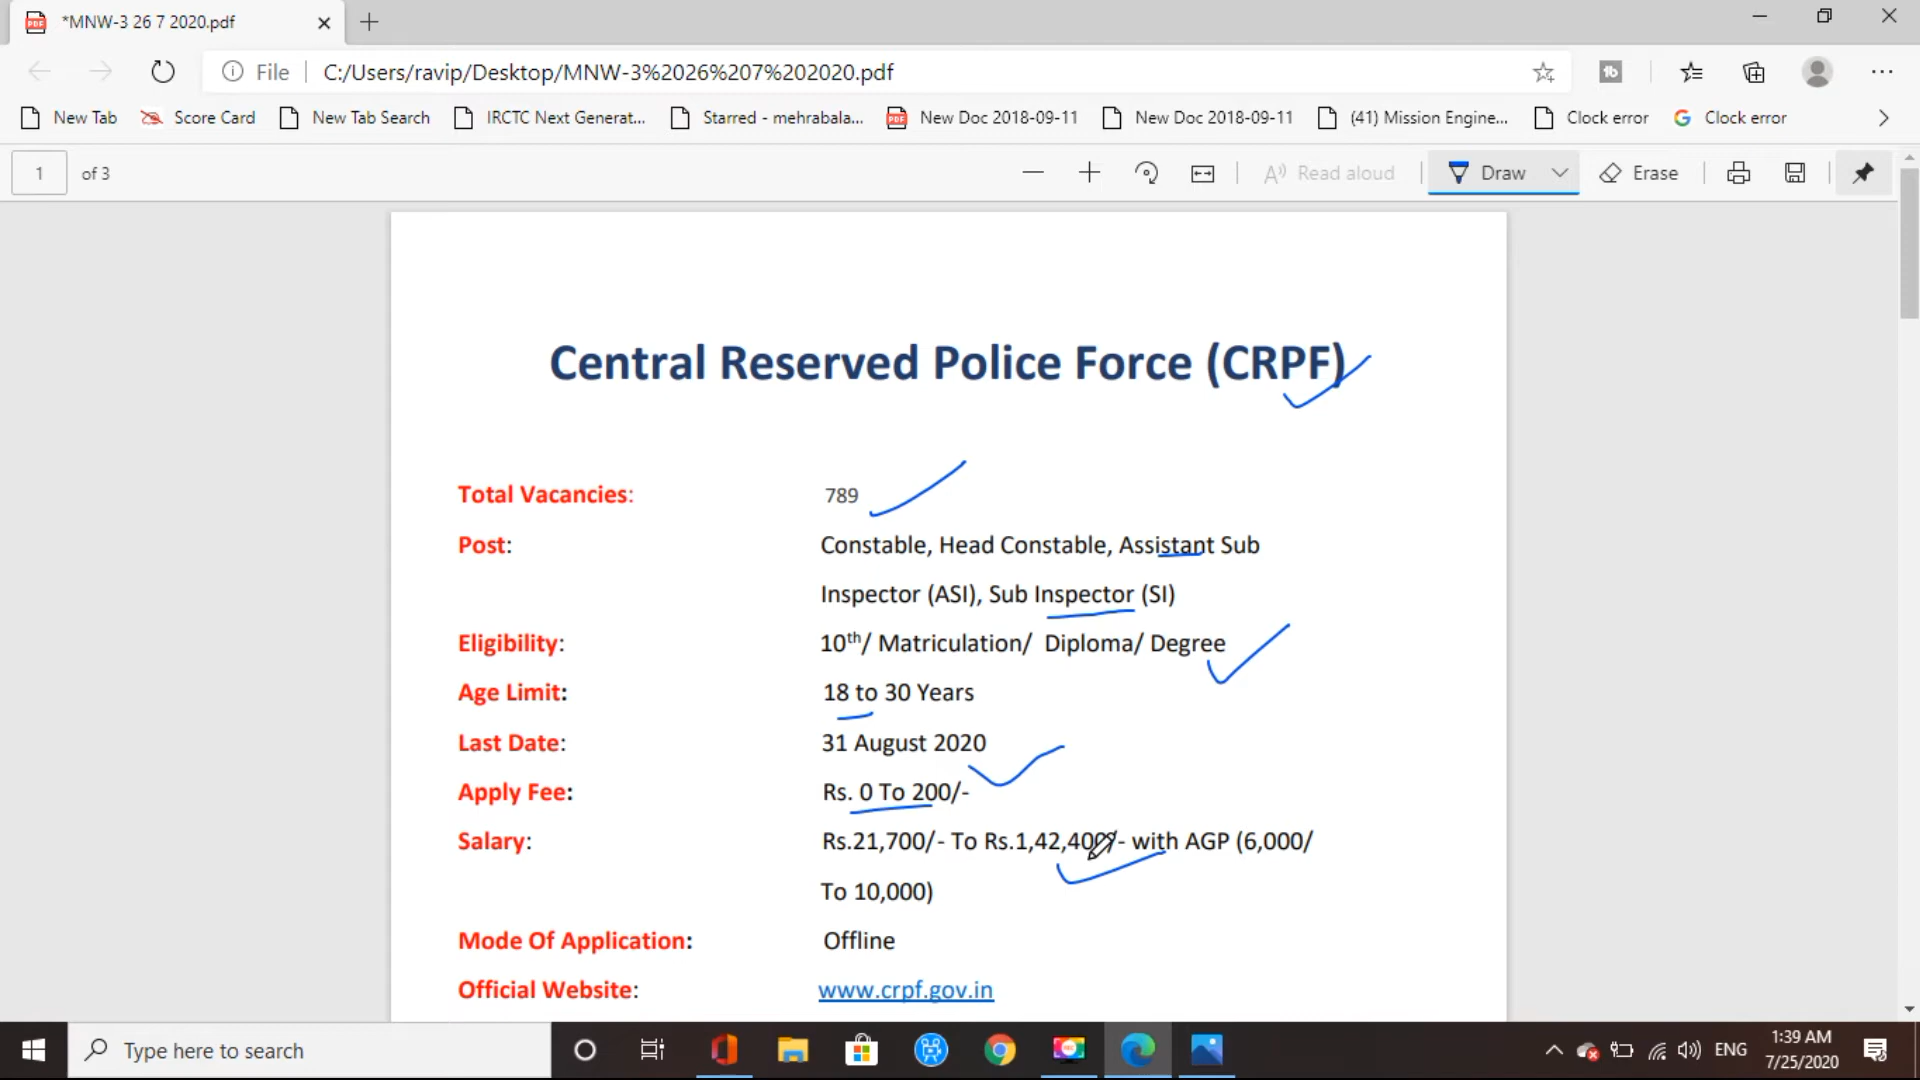 *MNW-3 26 7 2020.pdf
File C:/Users/ravip/Desktop/MNW-3%2026%207%202020.pdf
New Tab Score Card New Tab Search IRCTC Next Generat... Starred - mehrabala... New Doc 2018-09-11 New Doc 2018-09-11 (41) Mission Engine... Clock error Clock error
1 of 3 Read aloud Draw Erase
Central Reserved Police Force (CRPF)
Total Vacancies: 789
Post: Constable, Head Constable, Assistant Sub
Inspector (ASI), Sub Inspector (SI)
Eligibility: 10th/ Matriculation/ Diploma/ Degree
Age Limit: 18 to 30 Years
Last Date: 31 August 2020
Apply Fee: Rs. 0 To 200/-
Salary: Rs.21,700/- To Rs.1,42,400/- with AGP (6,000/
To 10,000)
Mode Of Application: Offline
Official Website: www.crpf.gov.in
Type here to search ENG 1:39 AM
7/25/2020